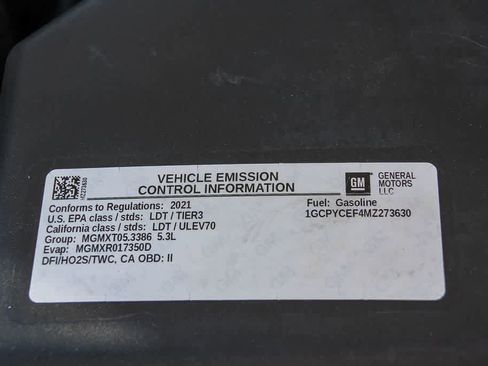 MZ273630
VEHICLE EMISSION
CONTROL INFORMATION
GM
GENERAL
MOTORS
LLC
Conforms to Regulations: 2021
U.S. EPA class / stds: LDT / TIER3
California class / stds: LDT / ULEV70
Group: MGMXT05.3386 5.3L
Evap: MGMXR017350D
DFI/HO2S/TWC, CA OBD: II
Fuel: Gasoline
1GCPYCEF4MZ273630